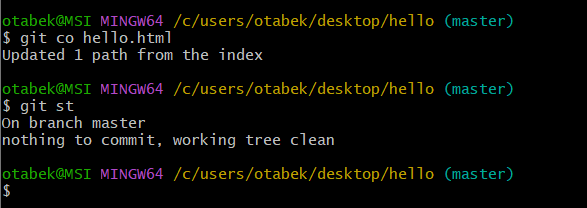 otabek@MSI MINGW64 /c/users/otabek/desktop/hello (master)
$ git co hello.html
Updated 1 path from the index
otabek@MSI MINGW64 /c/users/otabek/desktop/hello (master)
$ git st
On branch master
nothing to commit, working tree clean
otabek@MSI MINGW64 /c/users/otabek/desktop/hello (master)
$